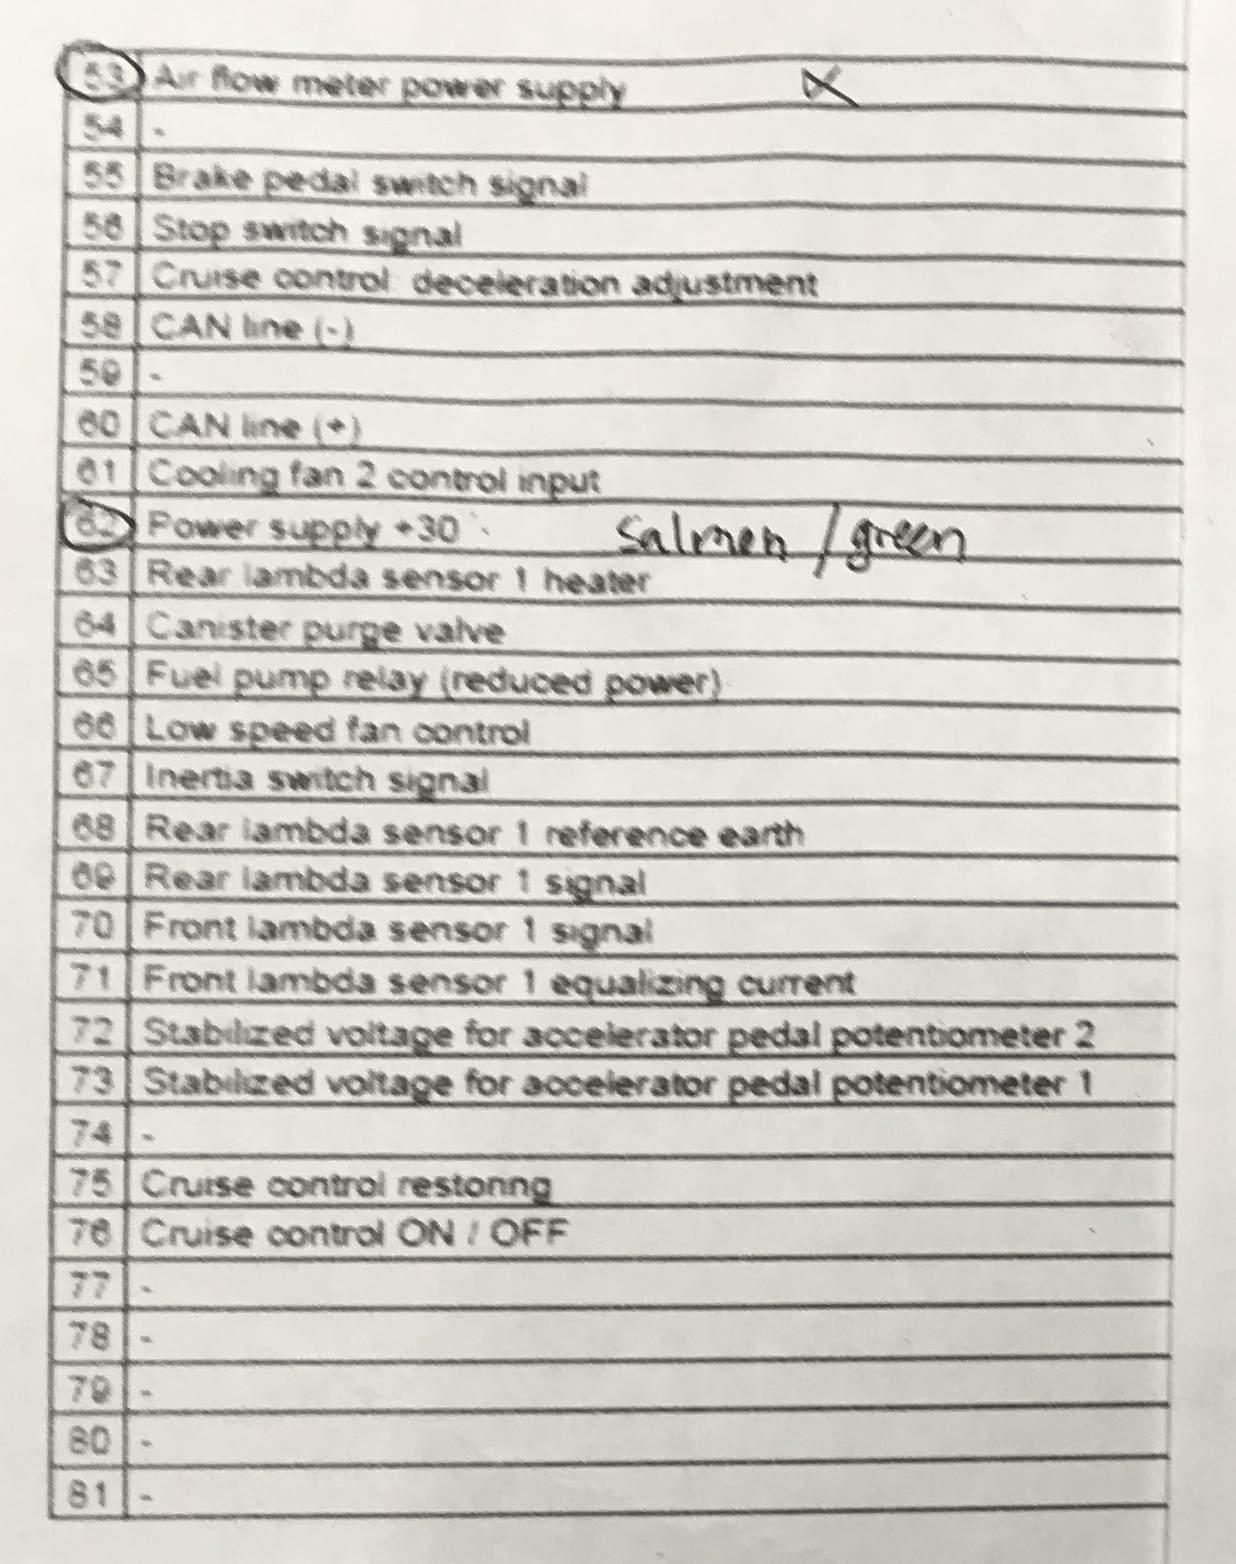 53 Air flow meter power supply X
54 -
55 Brake pedal switch signal
56 Stop switch signal
57 Cruise control: deceleration adjustment
58 CAN line (-)
59 -
60 CAN line (+)
61 Cooling fan 2 control input
62 Power supply +30 Salmen / green
63 Rear lambda sensor 1 heater
64 Canister purge valve
65 Fuel pump relay (reduced power)
66 Low speed fan control
67 Inertia switch signal
68 Rear lambda sensor 1 reference earth
69 Rear lambda sensor 1 signal
70 Front lambda sensor 1 signal
71 Front lambda sensor 1 equalizing current
72 Stabilized voltage for accelerator pedal potentiometer 2
73 Stabilized voltage for accelerator pedal potentiometer 1
74 -
75 Cruise control restoring
76 Cruise control ON / OFF
77 -
78 -
79 -
80 -
81 -